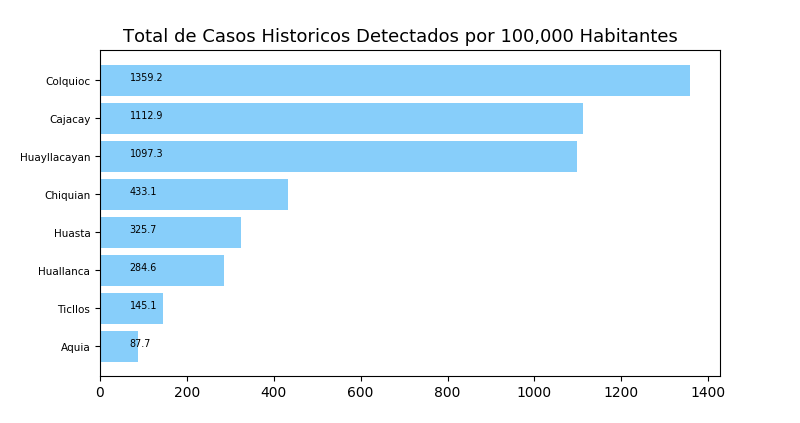 Total de Casos Historicos Detectados por 100,000 Habitantes
Colquioc 1359.2
Cajacay 1112.9
Huayllacayan 1097.3
Chiquian 433.1
Huasta 325.7
Huallanca 284.6
Ticllos 145.1
Aquia 87.7
0 200 400 600 800 1000 1200 1400